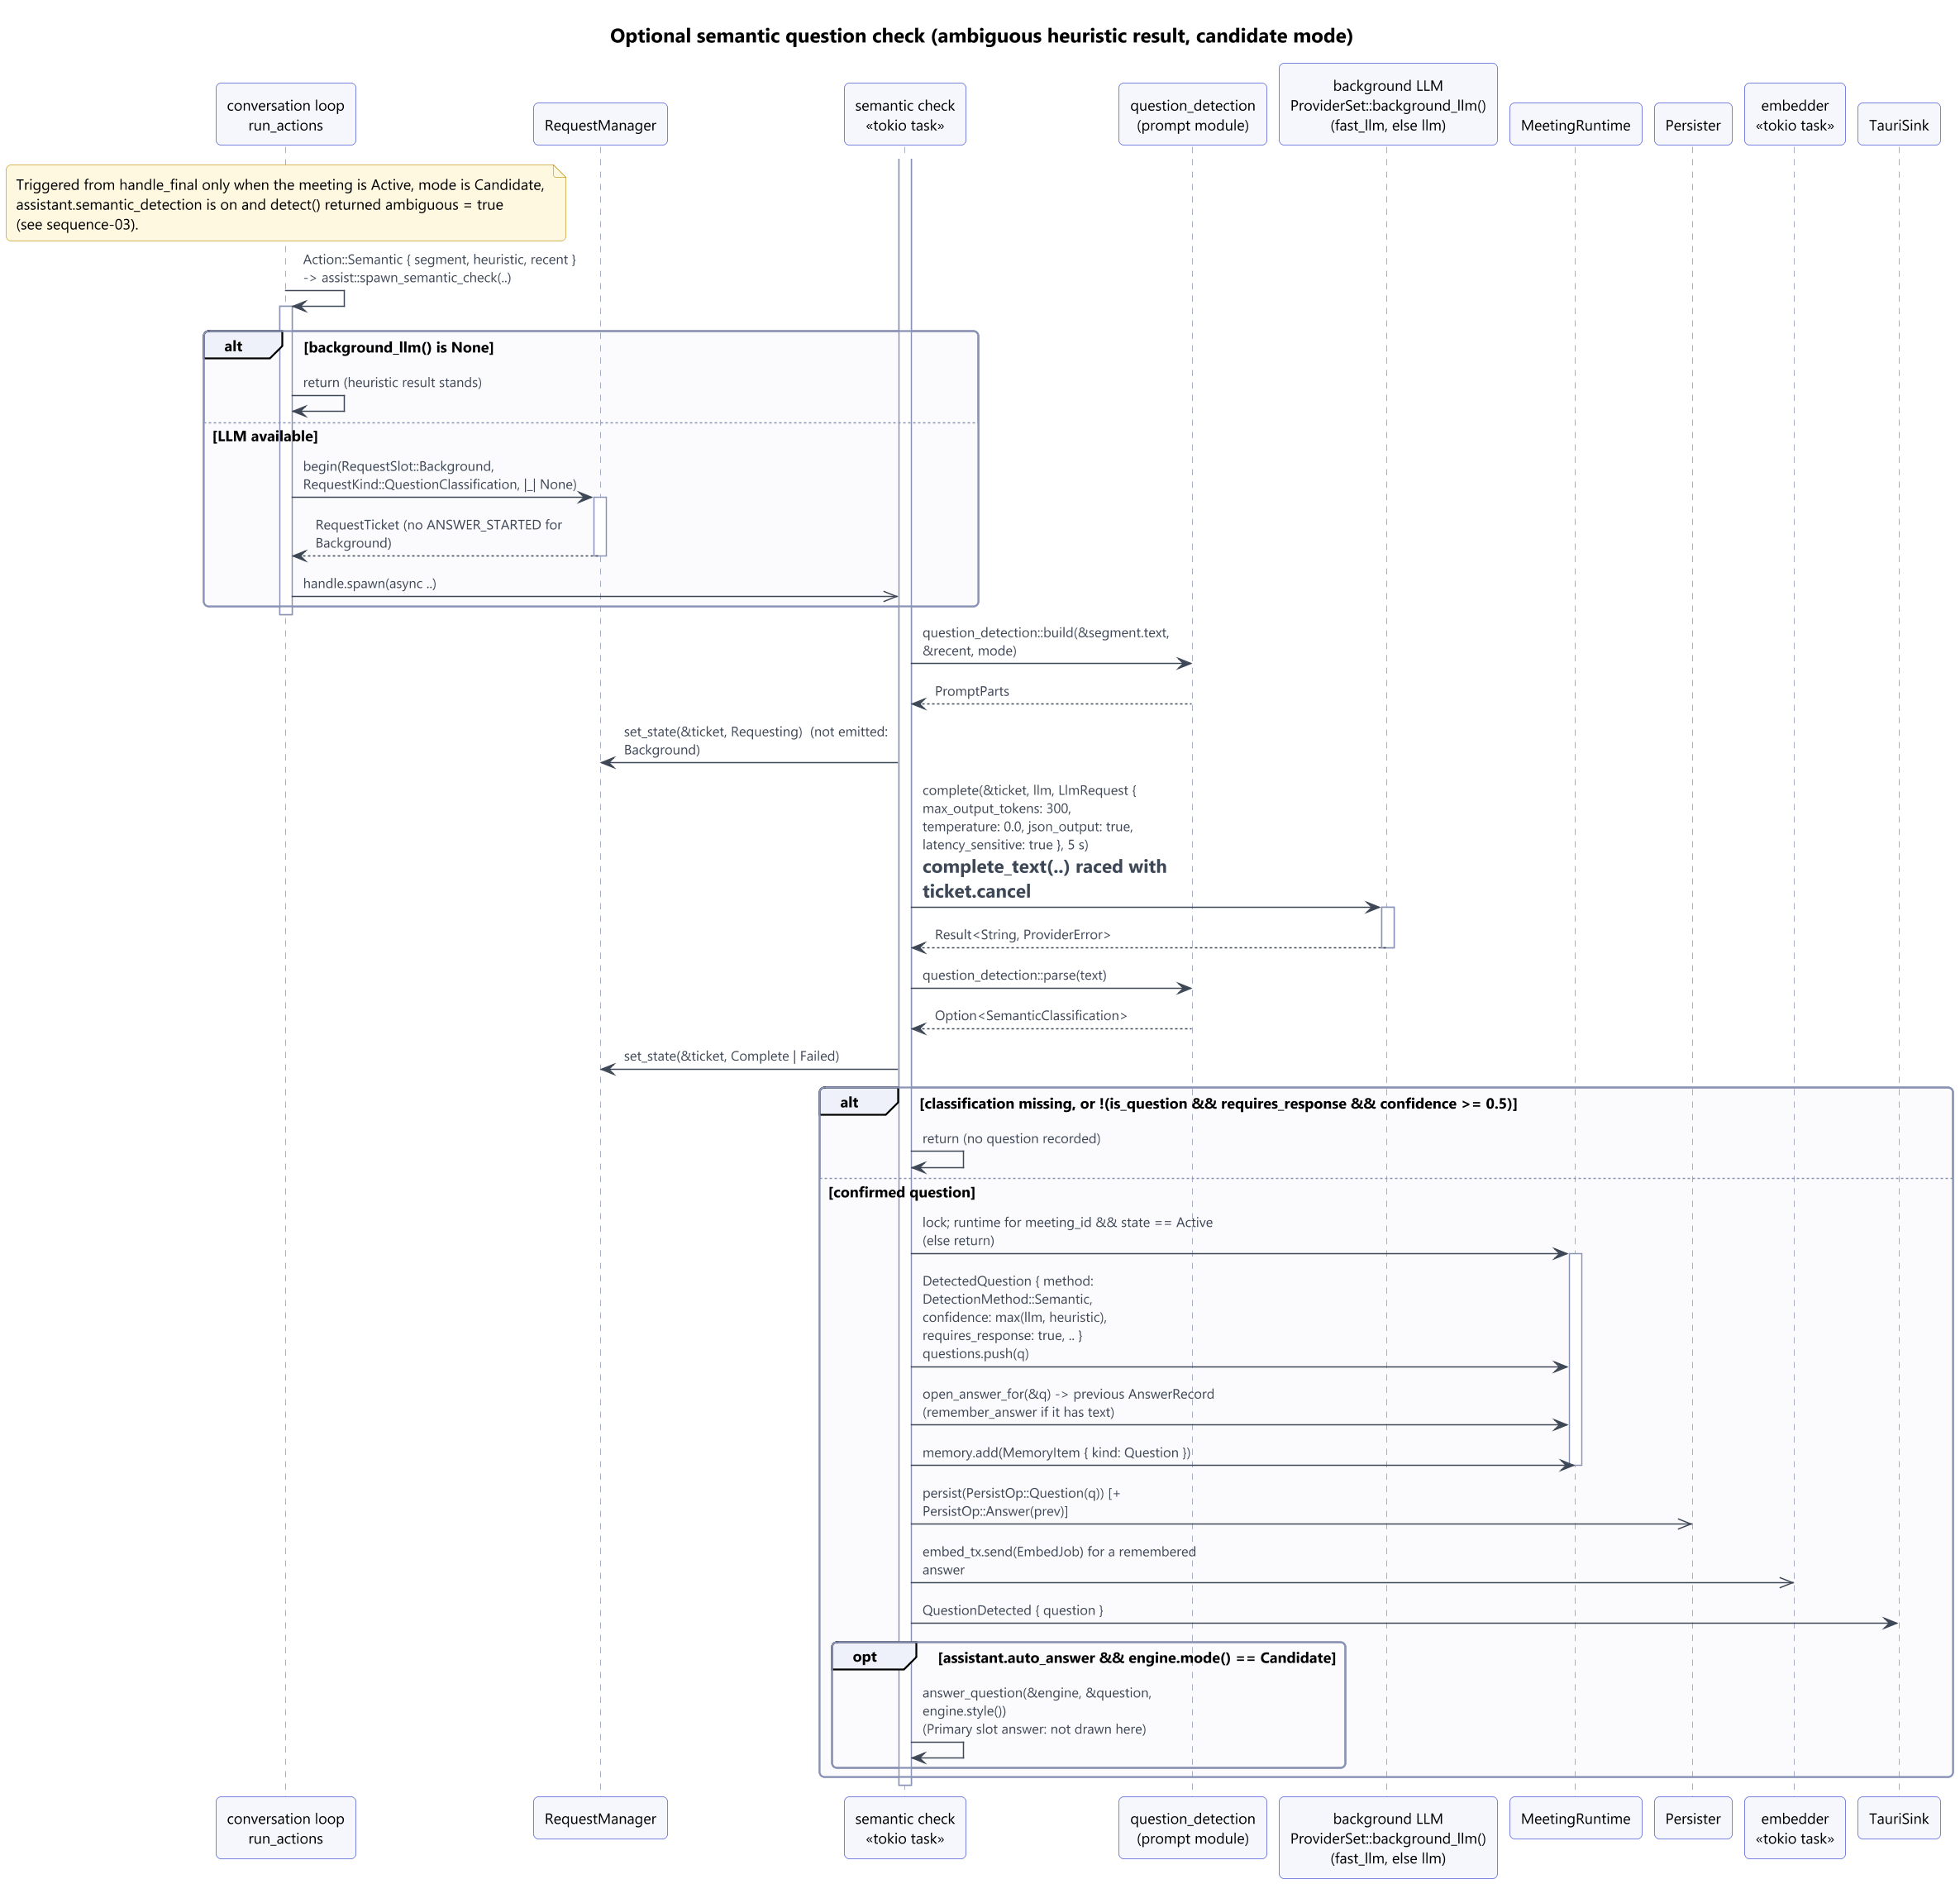 Optional semantic question check (ambiguous heuristic result, candidate mode)
conversation loop
run_actions
RequestManager
semantic check
«tokio task»
question_detection
(prompt module)
background LLM
ProviderSet::background_llm()
(fast_llm, else llm)
MeetingRuntime
Persister
embedder
«tokio task»
TauriSink
Triggered from handle_final only when the meeting is Active, mode is Candidate,
assistant.semantic_detection is on and detect() returned ambiguous = true
(see sequence-03).
Action::Semantic { segment, heuristic, recent }
-> assist::spawn_semantic_check(..)
alt
[background_llm() is None]
return (heuristic result stands)
[LLM available]
begin(RequestSlot::Background,
RequestKind::QuestionClassification, |_| None)
RequestTicket (no ANSWER_STARTED for
Background)
handle.spawn(async ..)
question_detection::build(&segment.text,
&recent, mode)
PromptParts
set_state(&ticket, Requesting)  (not emitted:
Background)
complete(&ticket, llm, LlmRequest {
max_output_tokens: 300,
temperature: 0.0, json_output: true,
latency_sensitive: true }, 5 s)
complete_text(..) raced with
ticket.cancel
Result<String, ProviderError>
question_detection::parse(text)
Option<SemanticClassification>
set_state(&ticket, Complete | Failed)
alt
[classification missing, or !(is_question && requires_response && confidence >= 0.5)]
return (no question recorded)
[confirmed question]
lock; runtime for meeting_id && state == Active
(else return)
DetectedQuestion { method:
DetectionMethod::Semantic,
confidence: max(llm, heuristic),
requires_response: true, .. }
questions.push(q)
open_answer_for(&q) -> previous AnswerRecord
(remember_answer if it has text)
memory.add(MemoryItem { kind: Question })
persist(PersistOp::Question(q)) [+
PersistOp::Answer(prev)]
embed_tx.send(EmbedJob) for a remembered
answer
QuestionDetected { question }
opt
[assistant.auto_answer && engine.mode() == Candidate]
answer_question(&engine, &question,
engine.style())
(Primary slot answer: not drawn here)
conversation loop
run_actions
RequestManager
semantic check
«tokio task»
question_detection
(prompt module)
background LLM
ProviderSet::background_llm()
(fast_llm, else llm)
MeetingRuntime
Persister
embedder
«tokio task»
TauriSink